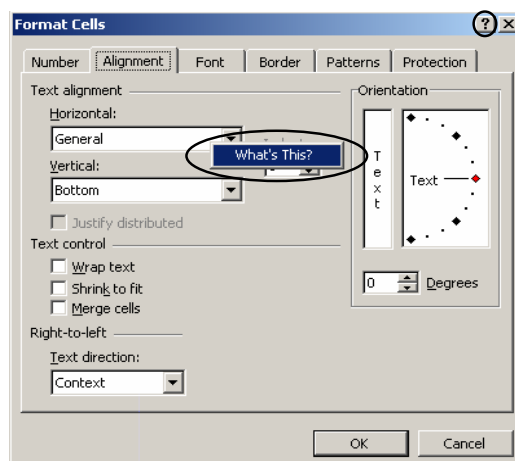 Format Cells
?
Number Alignment Font Border Patterns Protection
Text alignment
Horizontal:
General
What's This?
Vertical:
Bottom
Justify distributed
Text control
Wrap text
Shrink to fit
Merge cells
Right-to-left
Text direction:
Context
Orientation
Text
Text
0 Degrees
OK Cancel